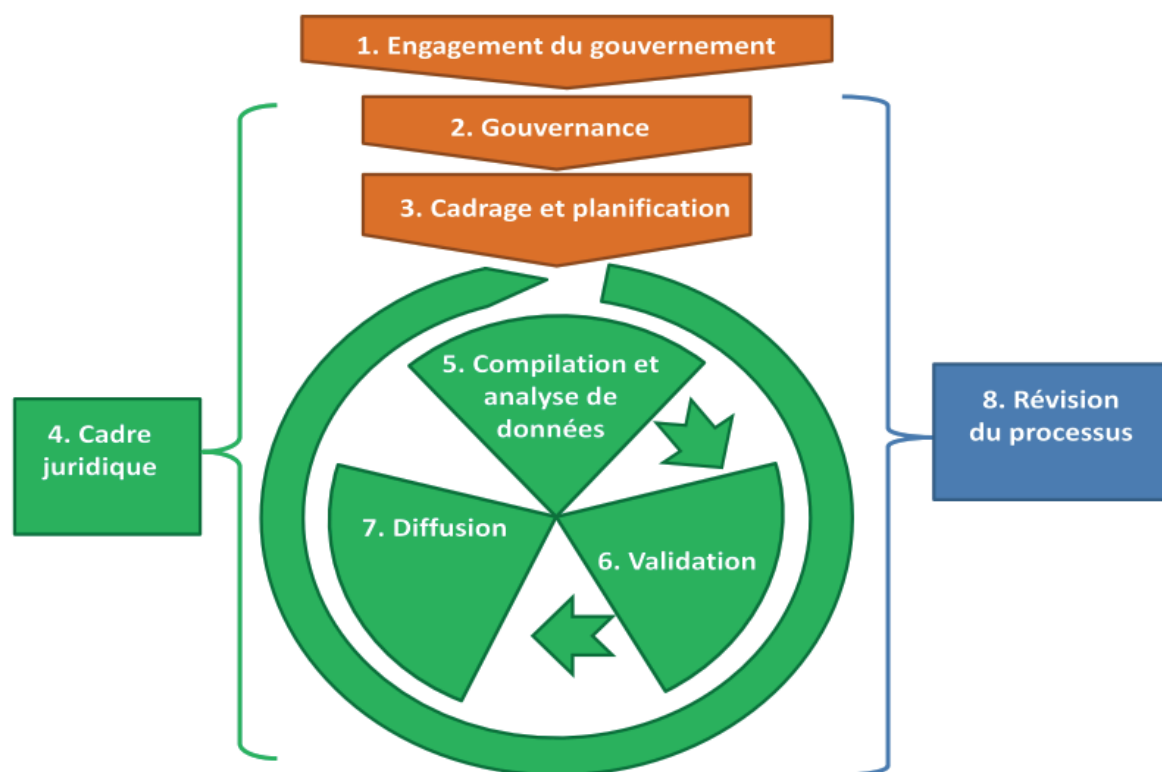 1. Engagement du gouvernement
2. Gouvernance
3. Cadrage et planification
4. Cadre
juridique
5. Compilation et
analyse de
données
6. Validation
7. Diffusion
8. Révision
du processus